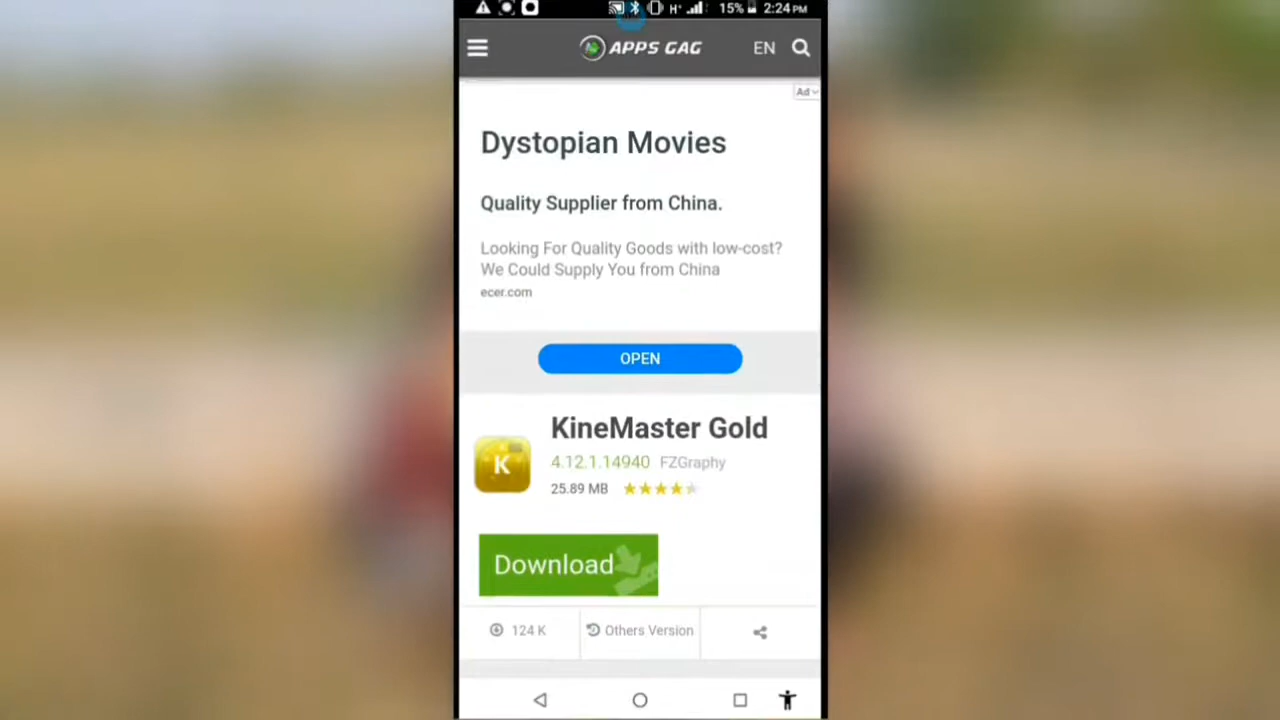 H+ 15% 2:24 PM
APPS GAG EN
Ad
Dystopian Movies
Quality Supplier from China.
Looking For Quality Goods with low-cost?
We Could Supply You from China
ecer.com
OPEN
KineMaster Gold
K
4.12.1.14940 FZGraphy
25.89 MB
Download
124 K Others Version